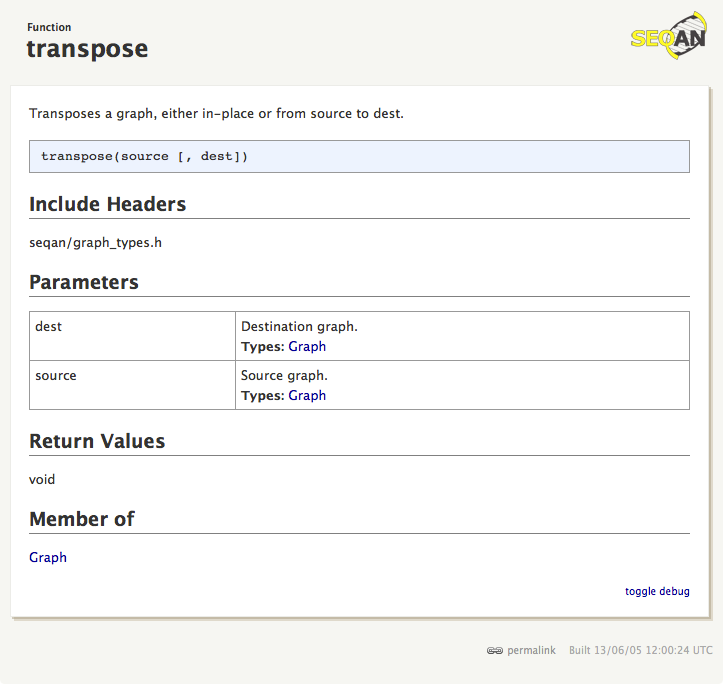 Function
transpose
SEQAN
Transposes a graph, either in-place or from source to dest.
transpose(source [, dest])
Include Headers
seqan/graph_types.h
Parameters
dest
Destination graph.
Types: Graph
source
Source graph.
Types: Graph
Return Values
void
Member of
Graph
toggle debug
permalink Built 13/06/05 12:00:24 UTC